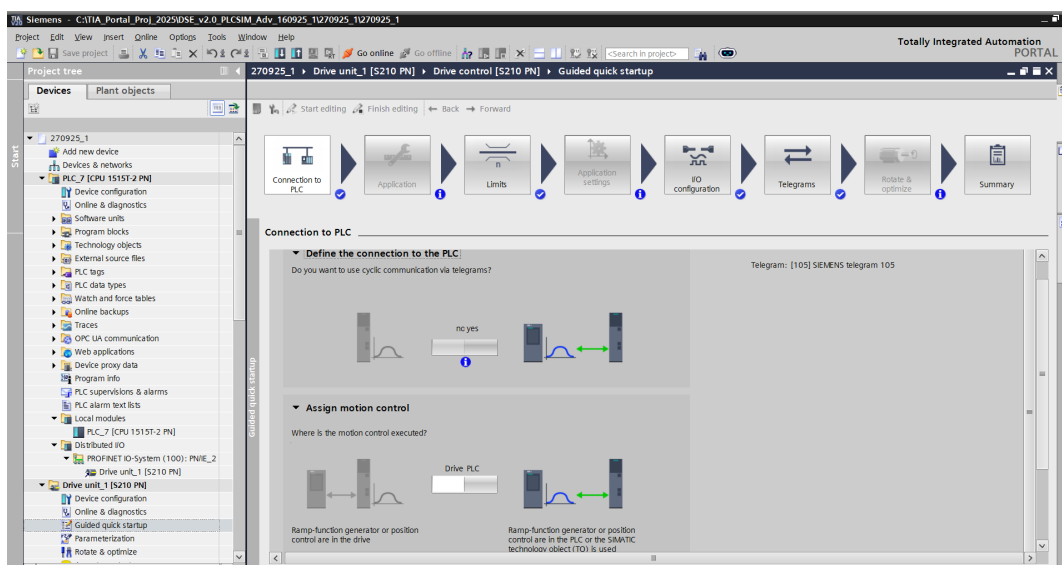 Siemens - C:\TIA_Portal_Proj_2025\DSE_v2.0_PLCSIM_Adv_160925_1\270925_1\270925_1
Project Edit View Insert Online Options Tools Window Help
Totally Integrated Automation
PORTAL
Save project Go online Go offline <Search in project>
Project tree
270925_1 Drive unit_1 [S210 PN] Drive control [S210 PN] Guided quick startup
Devices Plant objects
Start editing Finish editing Back Forward
Start
270925_1
Add new device
Devices & networks
PLC_7 [CPU 1515T-2 PN]
Device configuration
Online & diagnostics
Software units
Program blocks
Technology objects
External source files
PLC tags
PLC data types
Watch and force tables
Online backups
Traces
OPC UA communication
Web applications
Device proxy data
Program info
PLC supervisions & alarms
PLC alarm text lists
Local modules
PLC_7 [CPU 1515T-2 PN]
Distributed I/O
PROFINET IO-System (100): PN/IE_2
Drive unit_1 [S210 PN]
Drive unit_1 [S210 PN]
Device configuration
Online & diagnostics
Guided quick startup
Parameterization
Rotate & optimize
Connection to PLC
Application
n
Limits
Application settings
I/O configuration
Telegrams
Rotate & optimize
Summary
Guided quick startup
Connection to PLC
Define the connection to the PLC
Do you want to use cyclic communication via telegrams?
no yes
Telegram: [105] SIEMENS telegram 105
Assign motion control
Where is the motion control executed?
Drive PLC
Ramp-function generator or position
control are in the drive
Ramp-function generator or position
control are in the PLC or the SIMATIC
technology object (TO) is used